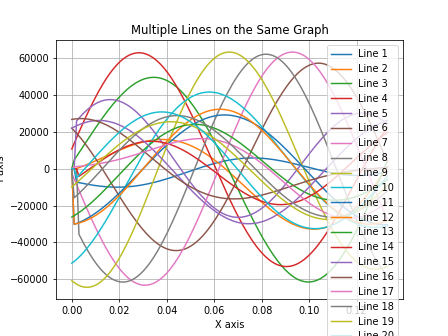 Multiple Lines on the Same Graph
60000
40000
20000
0
−20000
−40000
−60000
0.00
0.02
0.04
0.06
0.08
0.10
X axis
Line 1
Line 2
Line 3
Line 4
Line 5
Line 6
Line 7
Line 8
Line 9
Line 10
Line 11
Line 12
Line 13
Line 14
Line 15
Line 16
Line 17
Line 18
Line 19
Line 20